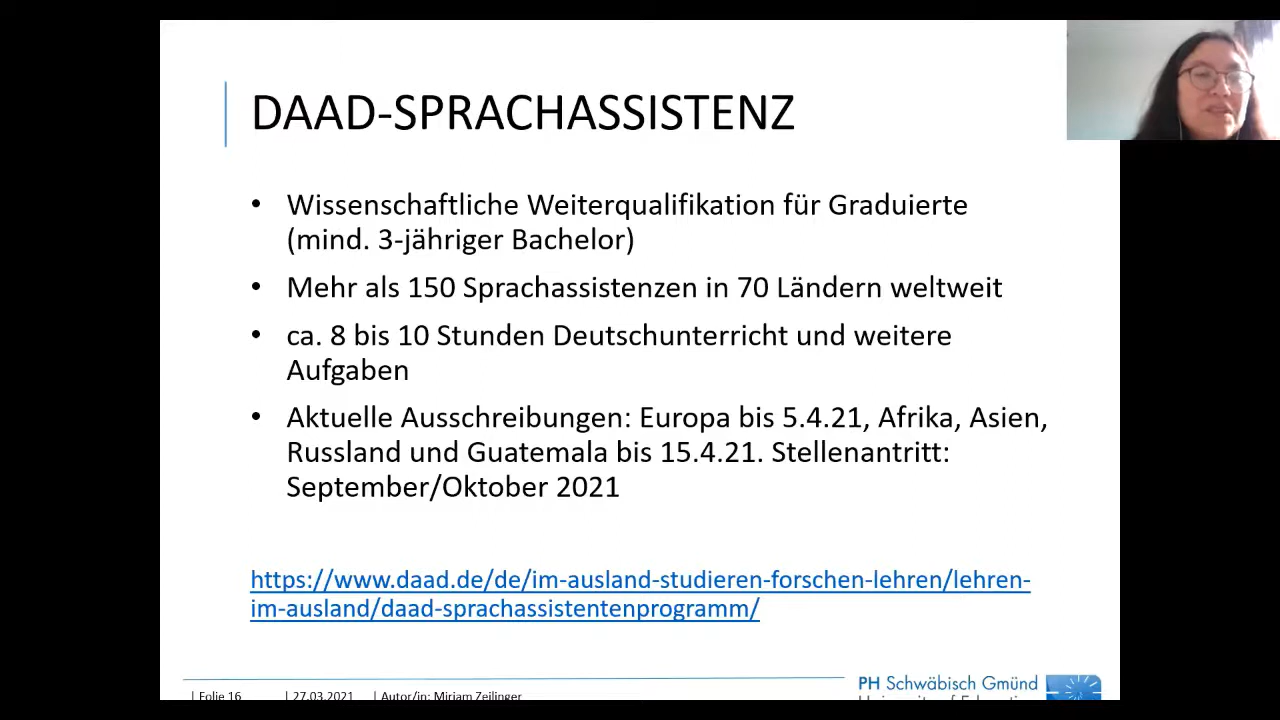 DAAD-SPRACHASSISTENZ
• Wissenschaftliche Weiterqualifikation für Graduierte
(mind. 3-jähriger Bachelor)
• Mehr als 150 Sprachassistenzen in 70 Ländern weltweit
• ca. 8 bis 10 Stunden Deutschunterricht und weitere
Aufgaben
• Aktuelle Ausschreibungen: Europa bis 5.4.21, Afrika, Asien,
Russland und Guatemala bis 15.4.21. Stellenantritt:
September/Oktober 2021
https://www.daad.de/de/im-ausland-studieren-forschen-lehren/lehren-
im-ausland/daad-sprachassistentenprogramm/
| Folie 16 | 27.03.2021 | Autor/in: Miriam Zeilinger
PH Schwäbisch Gmünd
University of Education